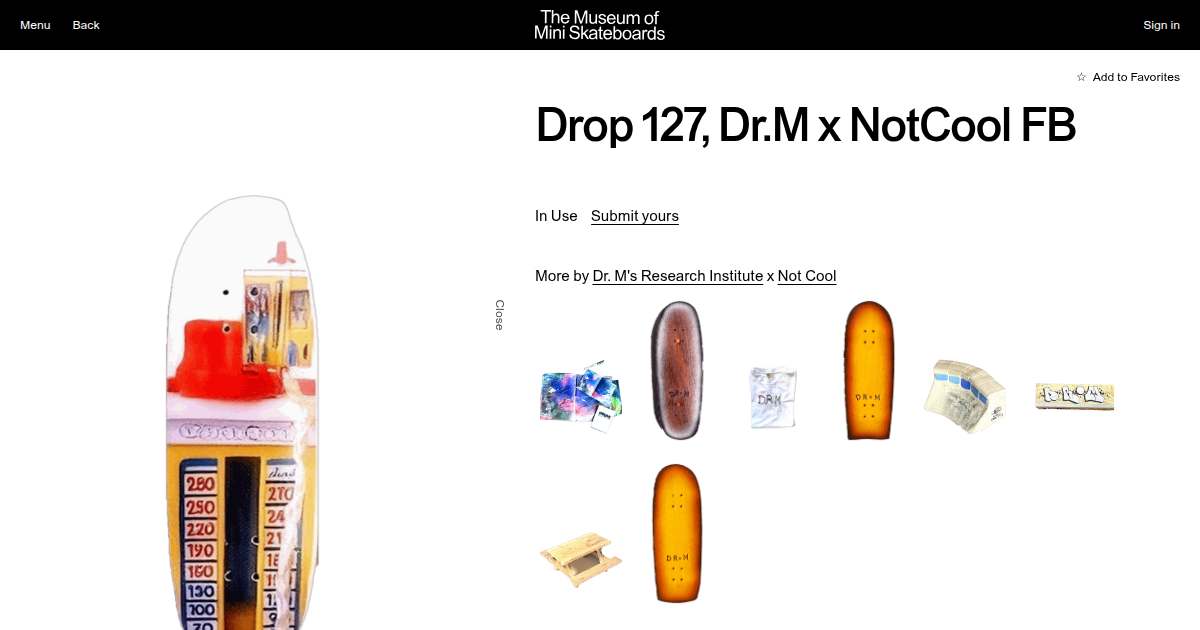 Menu
Back
The Museum of
Mini Skateboards
Sign in
☆ Add to Favorites
Drop 127, Dr.M x NotCool FB
In Use
Submit yours
More by Dr. M's Research Institute x Not Cool
Close
DR•M
DR•M
280
250
220
190
160
130
100
270
DR•M